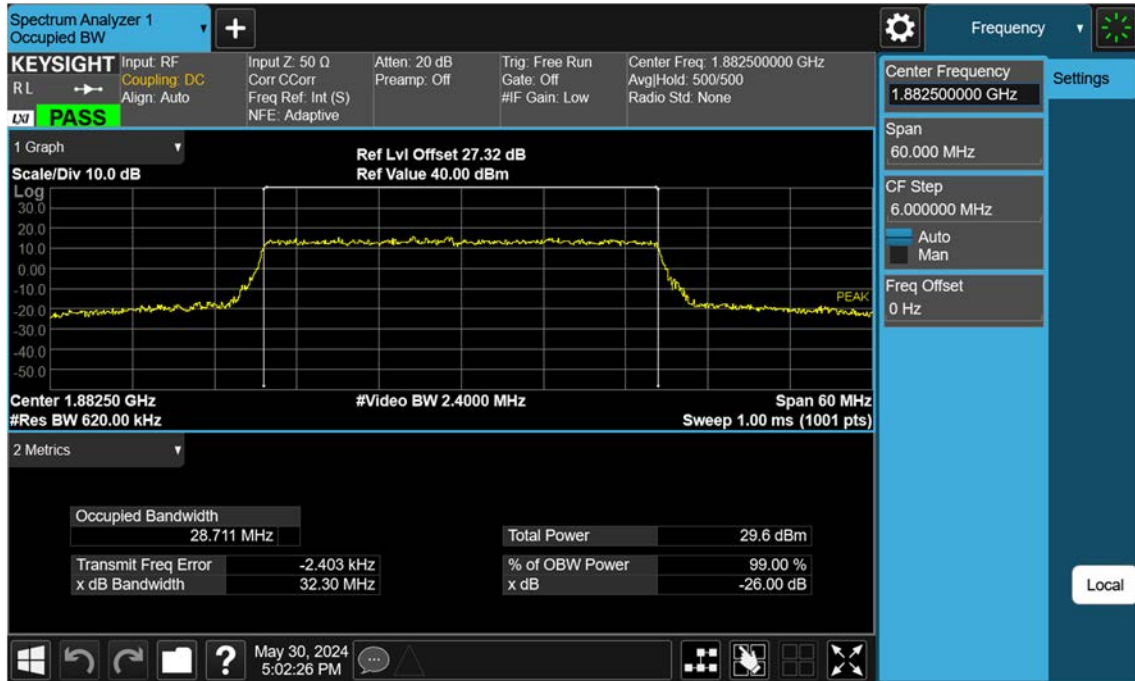 Spectrum Analyzer 1
Occupied BW
Frequency
KEYSIGHT
R L
LXI
PASS
Input: RF
Coupling: DC
Align: Auto
Input Z: 50 Ω
Corr CCorr
Freq Ref: Int (S)
NFE: Adaptive
Atten: 20 dB
Preamp: Off
Trig: Free Run
Gate: Off
#IF Gain: Low
Center Freq: 1.882500000 GHz
Avg|Hold: 500/500
Radio Std: None
Center Frequency
1.882500000 GHz
Settings
Span
60.000 MHz
CF Step
6.000000 MHz
Auto
Man
Freq Offset
0 Hz
Local
1 Graph
Scale/Div 10.0 dB
Ref Lvl Offset 27.32 dB
Ref Value 40.00 dBm
Log
30.0
20.0
10.0
0.00
-10.0
-20.0
-30.0
-40.0
-50.0
PEAK
Center 1.88250 GHz
#Video BW 2.4000 MHz
Span 60 MHz
#Res BW 620.00 kHz
Sweep 1.00 ms (1001 pts)
2 Metrics
Occupied Bandwidth
28.711 MHz
Total Power 29.6 dBm
Transmit Freq Error -2.403 kHz
% of OBW Power 99.00 %
x dB Bandwidth 32.30 MHz
x dB -26.00 dB
?
May 30, 2024
5:02:26 PM